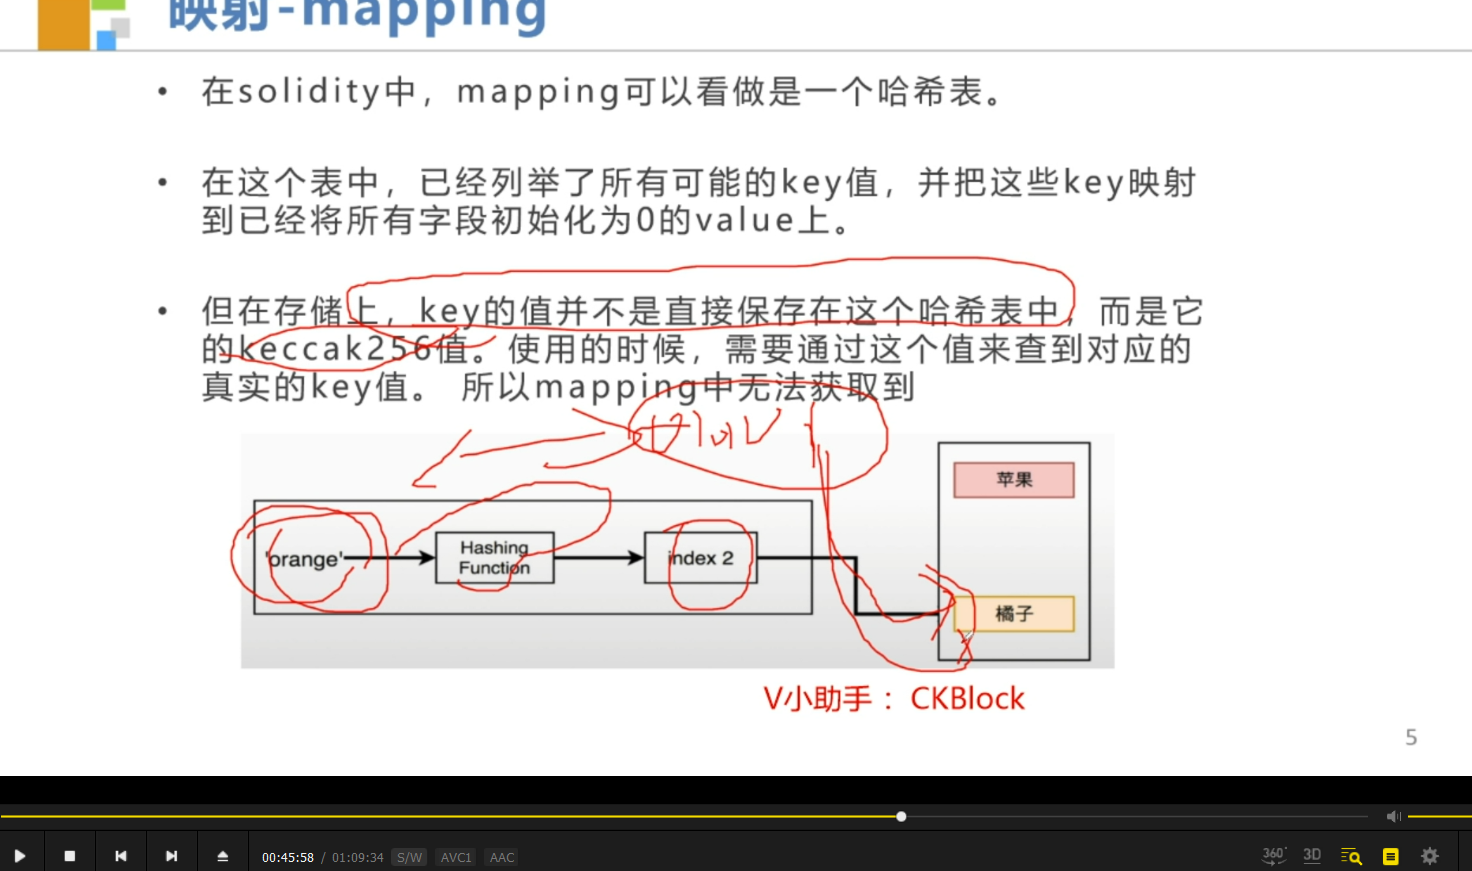 映射-mapping
• 在solidity中，mapping可以看做是一个哈希表。
• 在这个表中，已经列举了所有可能的key值，并把这些key映射
到已经将所有字段初始化为0的value上。
• 但在存储上，key的值并不是直接保存在这个哈希表中，而是它
的keccak256值。使用的时候，需要通过这个值来查到对应的
真实的key值。 所以mapping中无法获取到
苹果
'orange'
Hashing
Function
index 2
橘子
V小助手： CKBlock
5
00:45:58 / 01:09:34 S/W AVC1 AAC
360° 3D